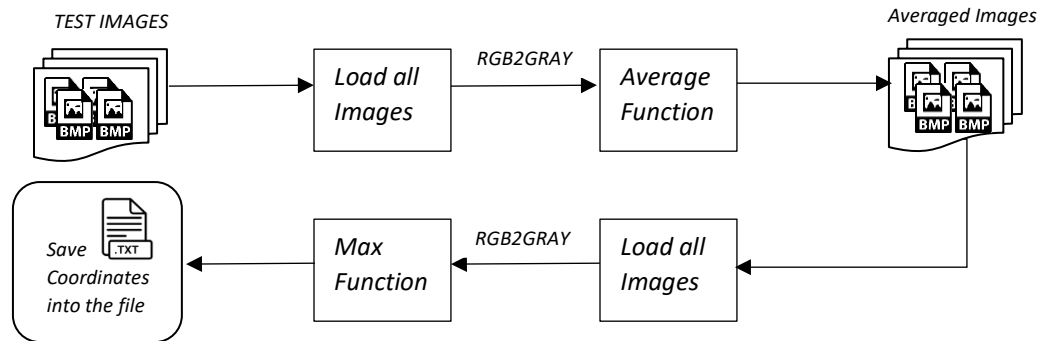 TEST IMAGES
Averaged Images
RGB2GRAY
Load all
Images
Average
Function
B
BMP
BMP
B
BMP
BMP
Save
.TXT
Coordinates
into the file
Max
Function
RGB2GRAY
Load all
Images